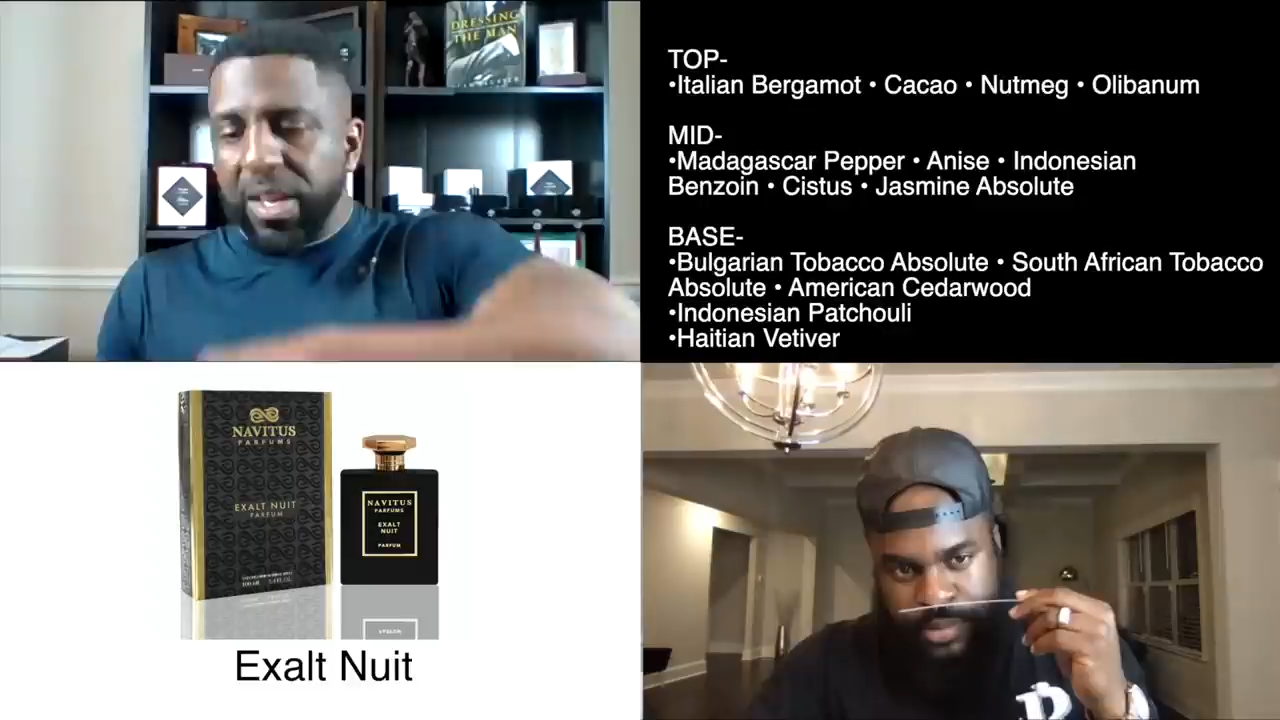 DRESSING
THE MAN
TOP-
•Italian Bergamot • Cacao • Nutmeg • Olibanum
MID-
•Madagascar Pepper • Anise • Indonesian
Benzoin • Cistus • Jasmine Absolute
BASE-
•Bulgarian Tobacco Absolute • South African Tobacco
Absolute • American Cedarwood
•Indonesian Patchouli
•Haitian Vetiver
NAVITUS
PARFUMS
EXALT NUIT
PARFUM
NAVITUS
PARFUMS
EXALT
NUIT
PARFUM
Exalt Nuit